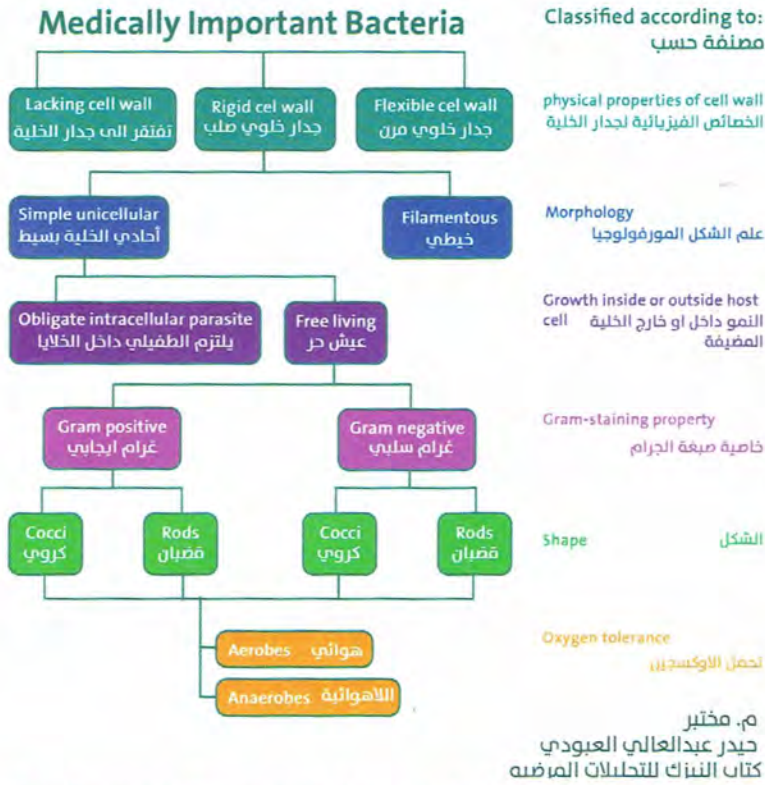 Medically Important Bacteria
Classified according to:
مصنفة حسب
Lacking cell wall
تفتقر الى جدار الخلية
Rigid cel wall
جدار خلوي صلب
Flexible cel wall
جدار خلوي مرن
physical properties of cell wall
الخصائص الفيزيائية لجدار الخلية
Simple unicellular
أحادي الخلية بسيط
Filamentous
خيطي
Morphology
علم الشكل المورفولوجيا
Obligate intracellular parasite
يلتزم الطفيلي داخل الخلايا
Free living
عيش حر
Growth inside or outside host
cell النمو داخل او خارج الخلية
المضيفة
Gram positive
غرام ايجابي
Gram negative
غرام سلبي
Gram-staining property
خاصية صبغة الجرام
Cocci
كروي
Rods
قضبان
Cocci
كروي
Rods
قضبان
Shape الشكل
Aerobes هوائي
Anaerobes اللاهوائية
Oxygen tolerance
تحمل الاوكسجين
م. مختبر
حيدر عبدالعالي العبودي
كتاب النيزك للتحليلات المرضيه